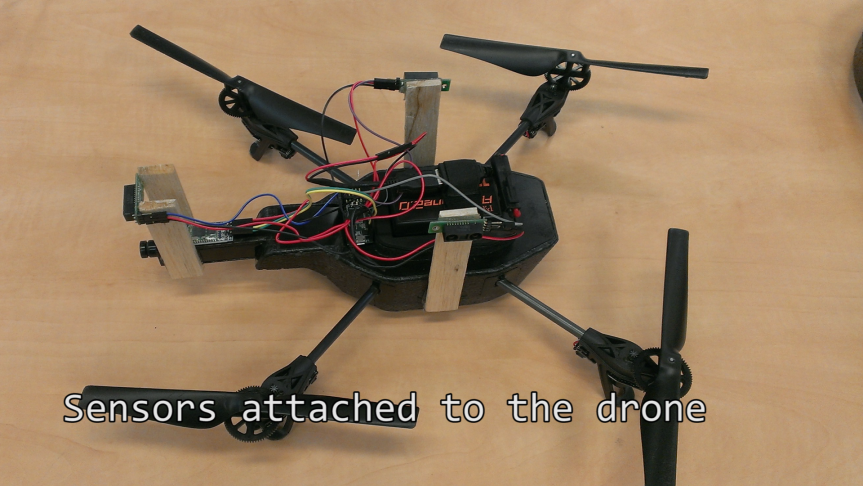 Sensors attached to the drone